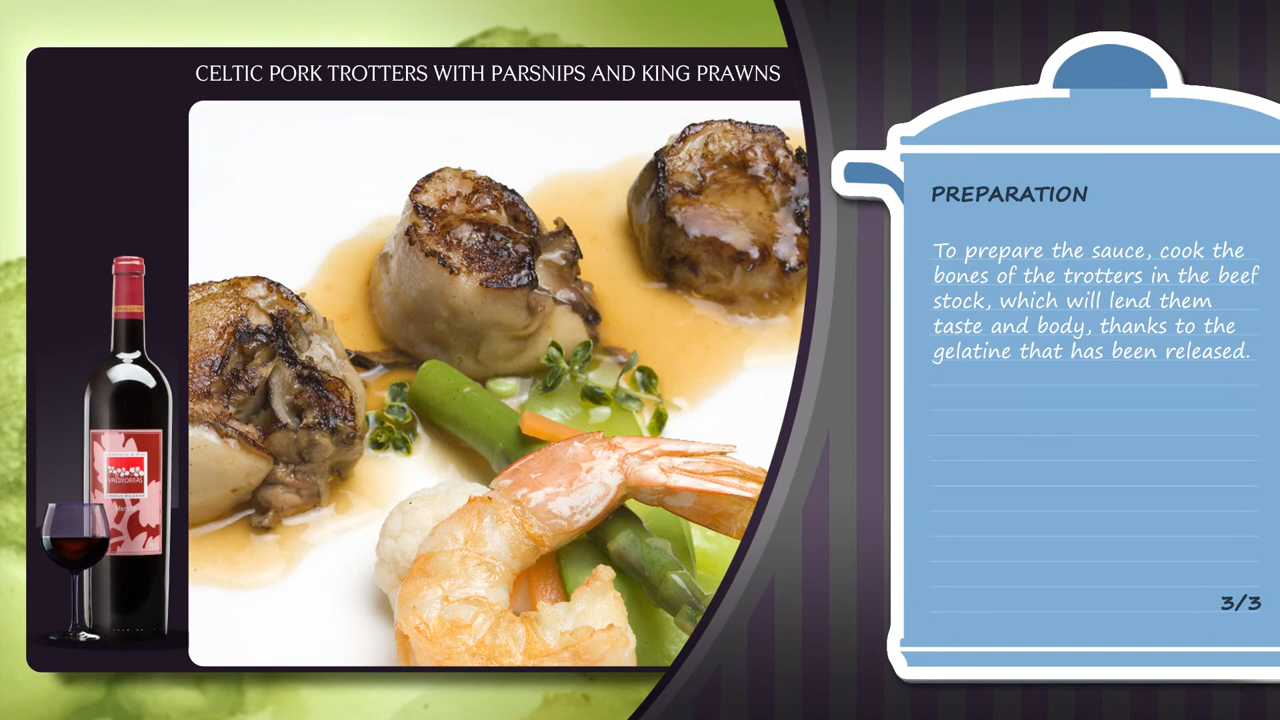 CELTIC PORK TROTTERS WITH PARSNIPS AND KING PRAWNS
PREPARATION
To prepare the sauce, cook the
bones of the trotters in the beef
stock, which will lend them
taste and body, thanks to the
gelatine that has been released.
3/3
VALDEORRAS